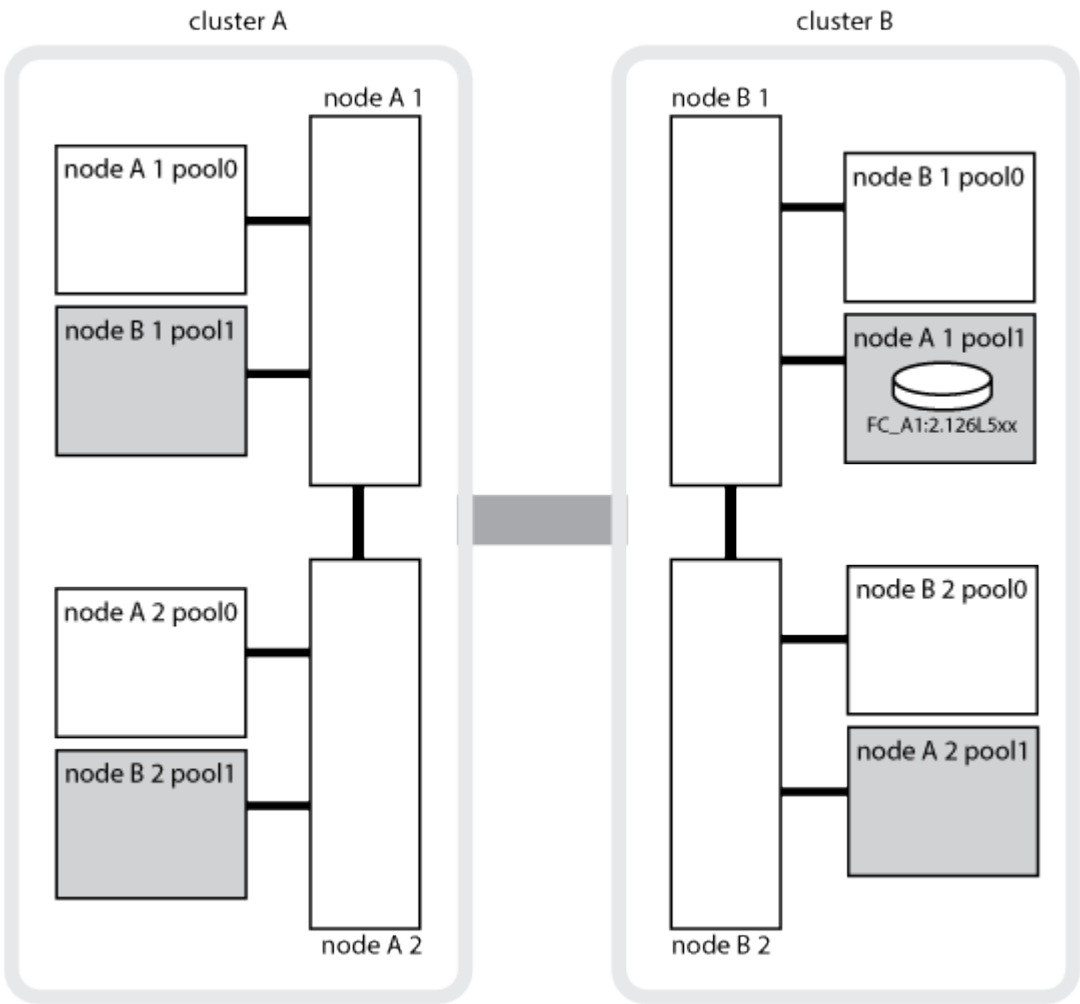 cluster A
node A 1
node A 1 pool0
node B 1 pool1
node A 2 pool0
node B 2 pool1
node A 2
cluster B
node B 1
node B 1 pool0
node A 1 pool1
FC_A1:2.126L5xx
node B 2 pool0
node A 2 pool1
node B 2